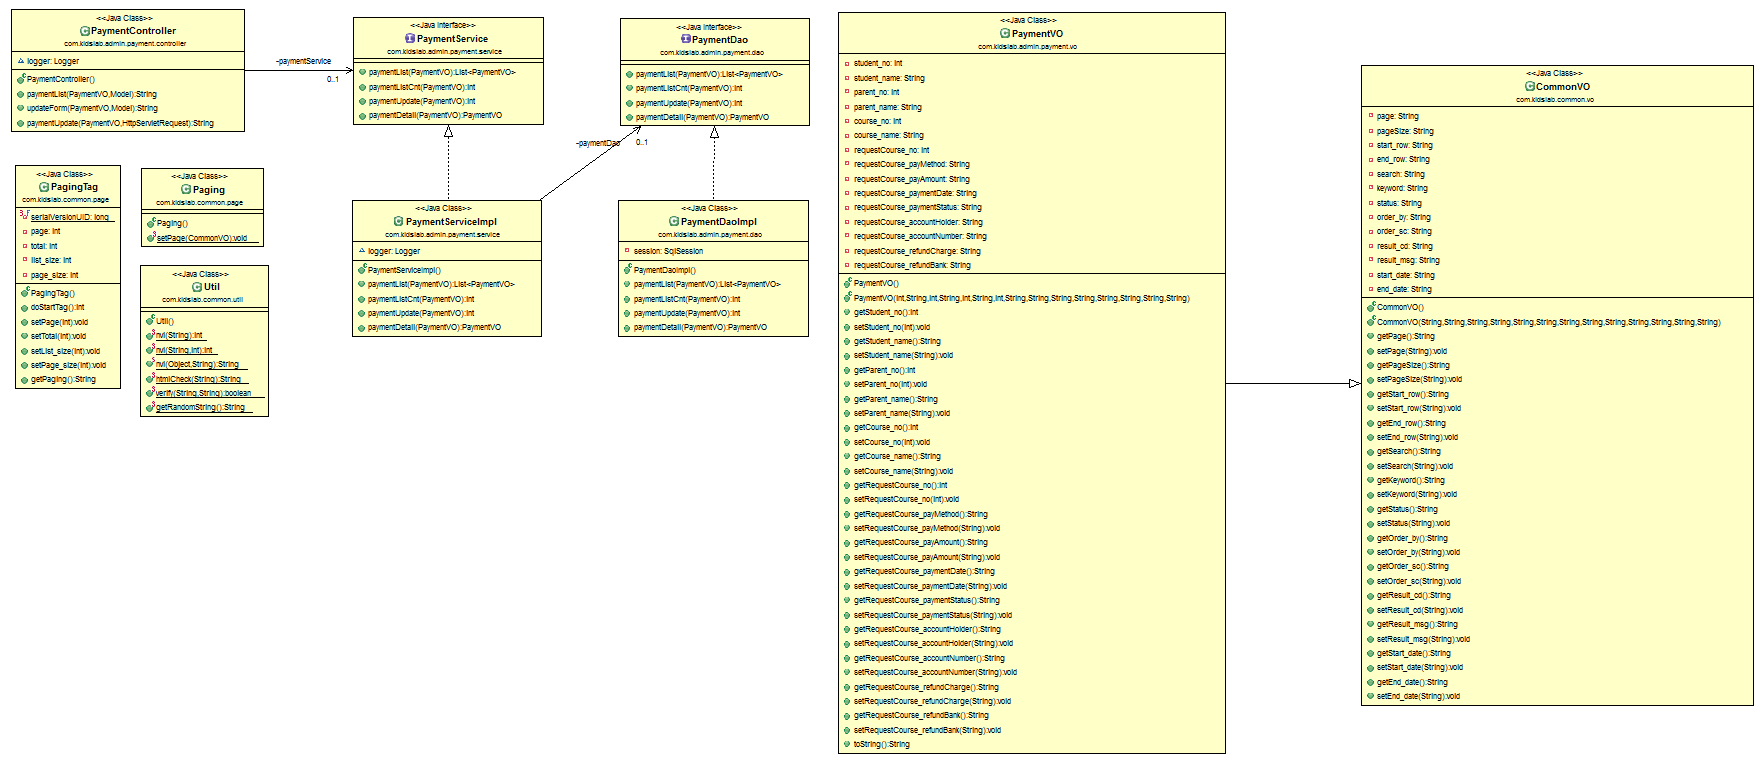 <<Java Class>>
PaymentController
com.kidslab.admin.payment.controller
logger: Logger
PaymentController()
paymentList(PaymentVO,Model):String
updateForm(PaymentVO,Model):String
paymentUpdate(PaymentVO,HttpServletRequest):String
-paymentService
0..1
<<Java Interface>>
PaymentService
com.kidslab.admin.payment.service
paymentList(PaymentVO):List<PaymentVO>
paymentListCnt(PaymentVO):int
paymentUpdate(PaymentVO):int
paymentDetail(PaymentVO):PaymentVO
<<Java Interface>>
PaymentDao
com.kidslab.admin.payment.dao
paymentList(PaymentVO):List<PaymentVO>
paymentListCnt(PaymentVO):int
paymentUpdate(PaymentVO):int
paymentDetail(PaymentVO):PaymentVO
-paymentDao
0..1
<<Java Class>>
PagingTag
com.kidslab.common.page
serialVersionUID: long
page: int
total: int
list_size: int
page_size: int
PagingTag()
doStartTag():int
setPage(int):void
setTotal(int):void
setList_size(int):void
setPage_size(int):void
getPaging():String
<<Java Class>>
Paging
com.kidslab.common.page
Paging()
setPage(CommonVO):void
<<Java Class>>
Util
com.kidslab.common.util
Util()
nvl(String):int
nvl(String,int):int
nvl(Object,String):String
htmlCheck(String):String
verify(String,String):boolean
getRandomString():String
<<Java Class>>
PaymentServiceImpl
com.kidslab.admin.payment.service
logger: Logger
PaymentServiceImpl()
paymentList(PaymentVO):List<PaymentVO>
paymentListCnt(PaymentVO):int
paymentUpdate(PaymentVO):int
paymentDetail(PaymentVO):PaymentVO
<<Java Class>>
PaymentDaoImpl
com.kidslab.admin.payment.dao
session: SqlSession
PaymentDaoImpl()
paymentList(PaymentVO):List<PaymentVO>
paymentListCnt(PaymentVO):int
paymentUpdate(PaymentVO):int
paymentDetail(PaymentVO):PaymentVO
<<Java Class>>
PaymentVO
com.kidslab.admin.payment.vo
student_no: int
student_name: String
parent_no: int
parent_name: String
course_no: int
course_name: String
requestCourse_no: int
requestCourse_payMethod: String
requestCourse_payAmount: String
requestCourse_paymentDate: String
requestCourse_paymentStatus: String
requestCourse_accountHolder: String
requestCourse_accountNumber: String
requestCourse_refundCharge: String
requestCourse_refundBank: String
PaymentVO()
PaymentVO(int,String,int,String,int,String,int,String,String,String,String,String,String,String,String)
getStudent_no():int
setStudent_no(int):void
getStudent_name():String
setStudent_name(String):void
getParent_no():int
setParent_no(int):void
getParent_name():String
setParent_name(String):void
getCourse_no():int
setCourse_no(int):void
getCourse_name():String
setCourse_name(String):void
getRequestCourse_no():int
setRequestCourse_no(int):void
getRequestCourse_payMethod():String
setRequestCourse_payMethod(String):void
getRequestCourse_payAmount():String
setRequestCourse_payAmount(String):void
getRequestCourse_paymentDate():String
setRequestCourse_paymentDate(String):void
getRequestCourse_paymentStatus():String
setRequestCourse_paymentStatus(String):void
getRequestCourse_accountHolder():String
setRequestCourse_accountHolder(String):void
getRequestCourse_accountNumber():String
setRequestCourse_accountNumber(String):void
getRequestCourse_refundCharge():String
setRequestCourse_refundCharge(String):void
getRequestCourse_refundBank():String
setRequestCourse_refundBank(String):void
toString():String
<<Java Class>>
CommonVO
com.kidslab.common.vo
page: String
pageSize: String
start_row: String
end_row: String
search: String
keyword: String
status: String
order_by: String
order_sc: String
result_cd: String
result_msg: String
start_date: String
end_date: String
CommonVO()
CommonVO(String,String,String,String,String,String,String,String,String,String,String,String,String)
getPage():String
setPage(String):void
getPageSize():String
setPageSize(String):void
getStart_row():String
setStart_row(String):void
getEnd_row():String
setEnd_row(String):void
getSearch():String
setSearch(String):void
getKeyword():String
setKeyword(String):void
getStatus():String
setStatus(String):void
getOrder_by():String
setOrder_by(String):void
getOrder_sc():String
setOrder_sc(String):void
getResult_cd():String
setResult_cd(String):void
getResult_msg():String
setResult_msg(String):void
getStart_date():String
setStart_date(String):void
getEnd_date():String
setEnd_date(String):void